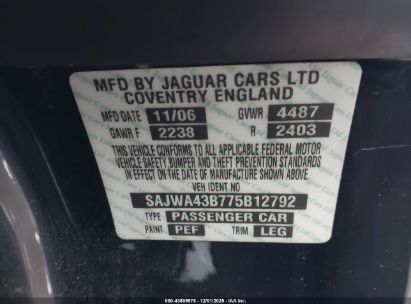 MFD BY JAGUAR CARS LTD
COVENTRY ENGLAND
MFD DATE 11/06 GVWR 4487
GAWR F 2238 R 2403
THIS VEHICLE CONFORMS TO ALL APPLICABLE FEDERAL MOTOR
VEHICLE SAFETY BUMPER AND THEFT PREVENTION STANDARDS
IN EFFECT ON THE DATE OF MANUFACTURE SHOWN ABOVE
VEH IDENT NO
SAJWA43B775B12792
TYPE PASSENGER CAR
PAINT PEF TRIM LEG